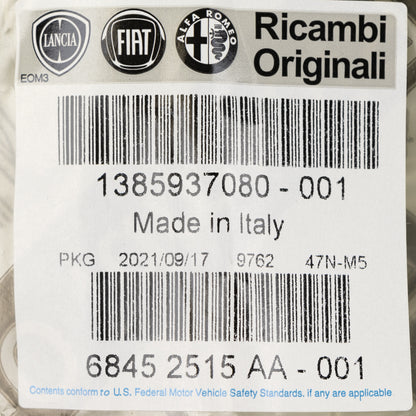 LANCIA FIAT ALFA ROMEO Ricambi
Originali
EOM3
1385937080 - 001
Made in Italy
PKG 2021/09/17 9762 47N-M5
6845 2515 AA - 001
Contents conform to U.S. Federal Motor Vehicle Safety Standards, if any are applicable